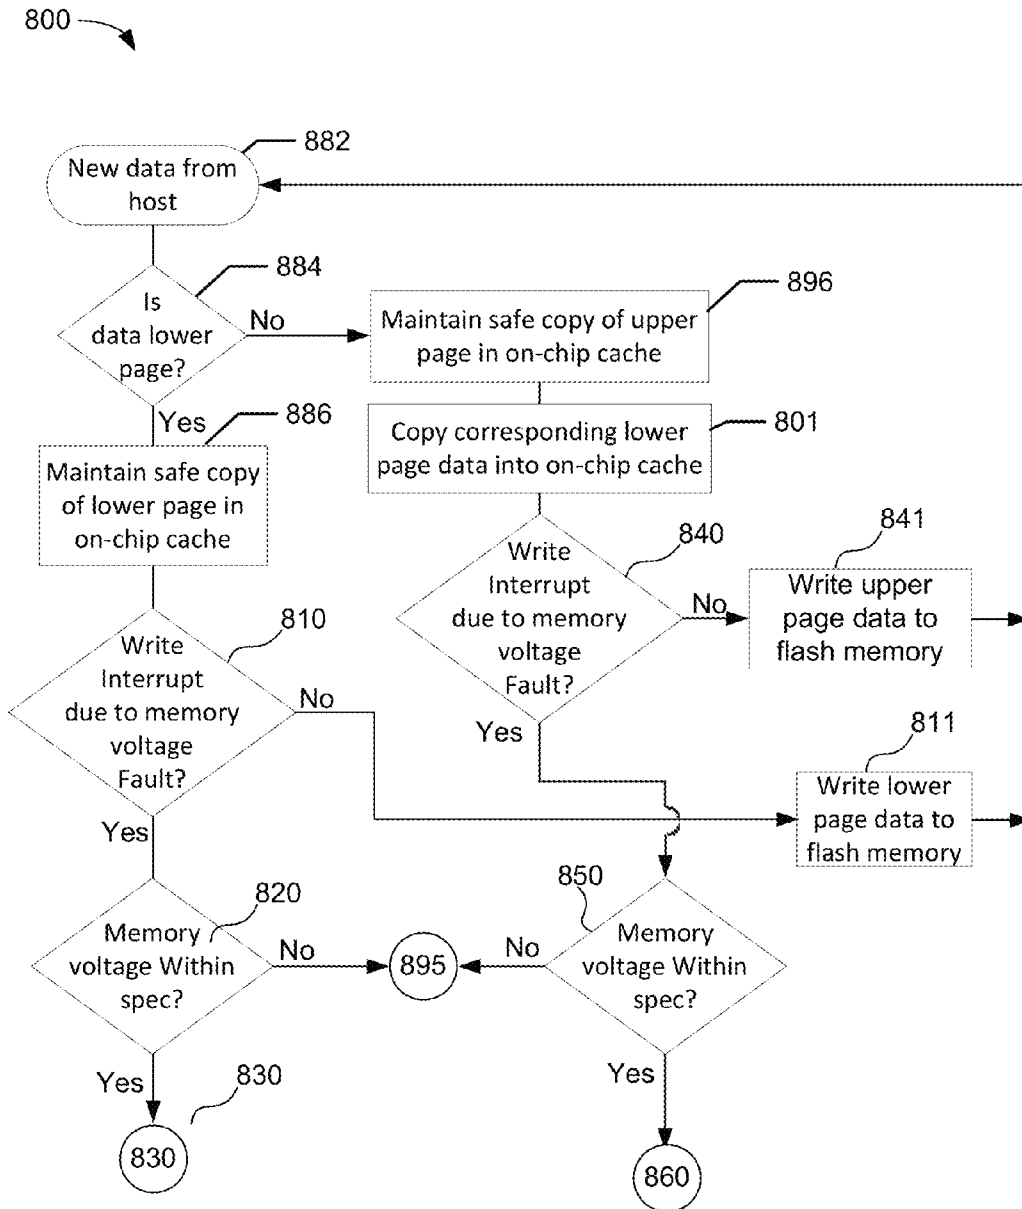 800
882
New data from
host
884
Is
data lower
page?
No
896
Maintain safe copy of upper
page in on-chip cache
Yes
886
801
Copy corresponding lower
page data into on-chip cache
Maintain safe copy
of lower page in
on-chip cache
840
Write
Interrupt
due to memory
voltage
Fault?
No
841
Write upper
page data to
flash memory
810
Write
Interrupt
due to memory
voltage
Fault?
No
Yes
811
Write lower
page data to
flash memory
Yes
820
Memory
voltage Within
spec?
No
895
850
No
Memory
voltage Within
spec?
Yes
830
830
Yes
860